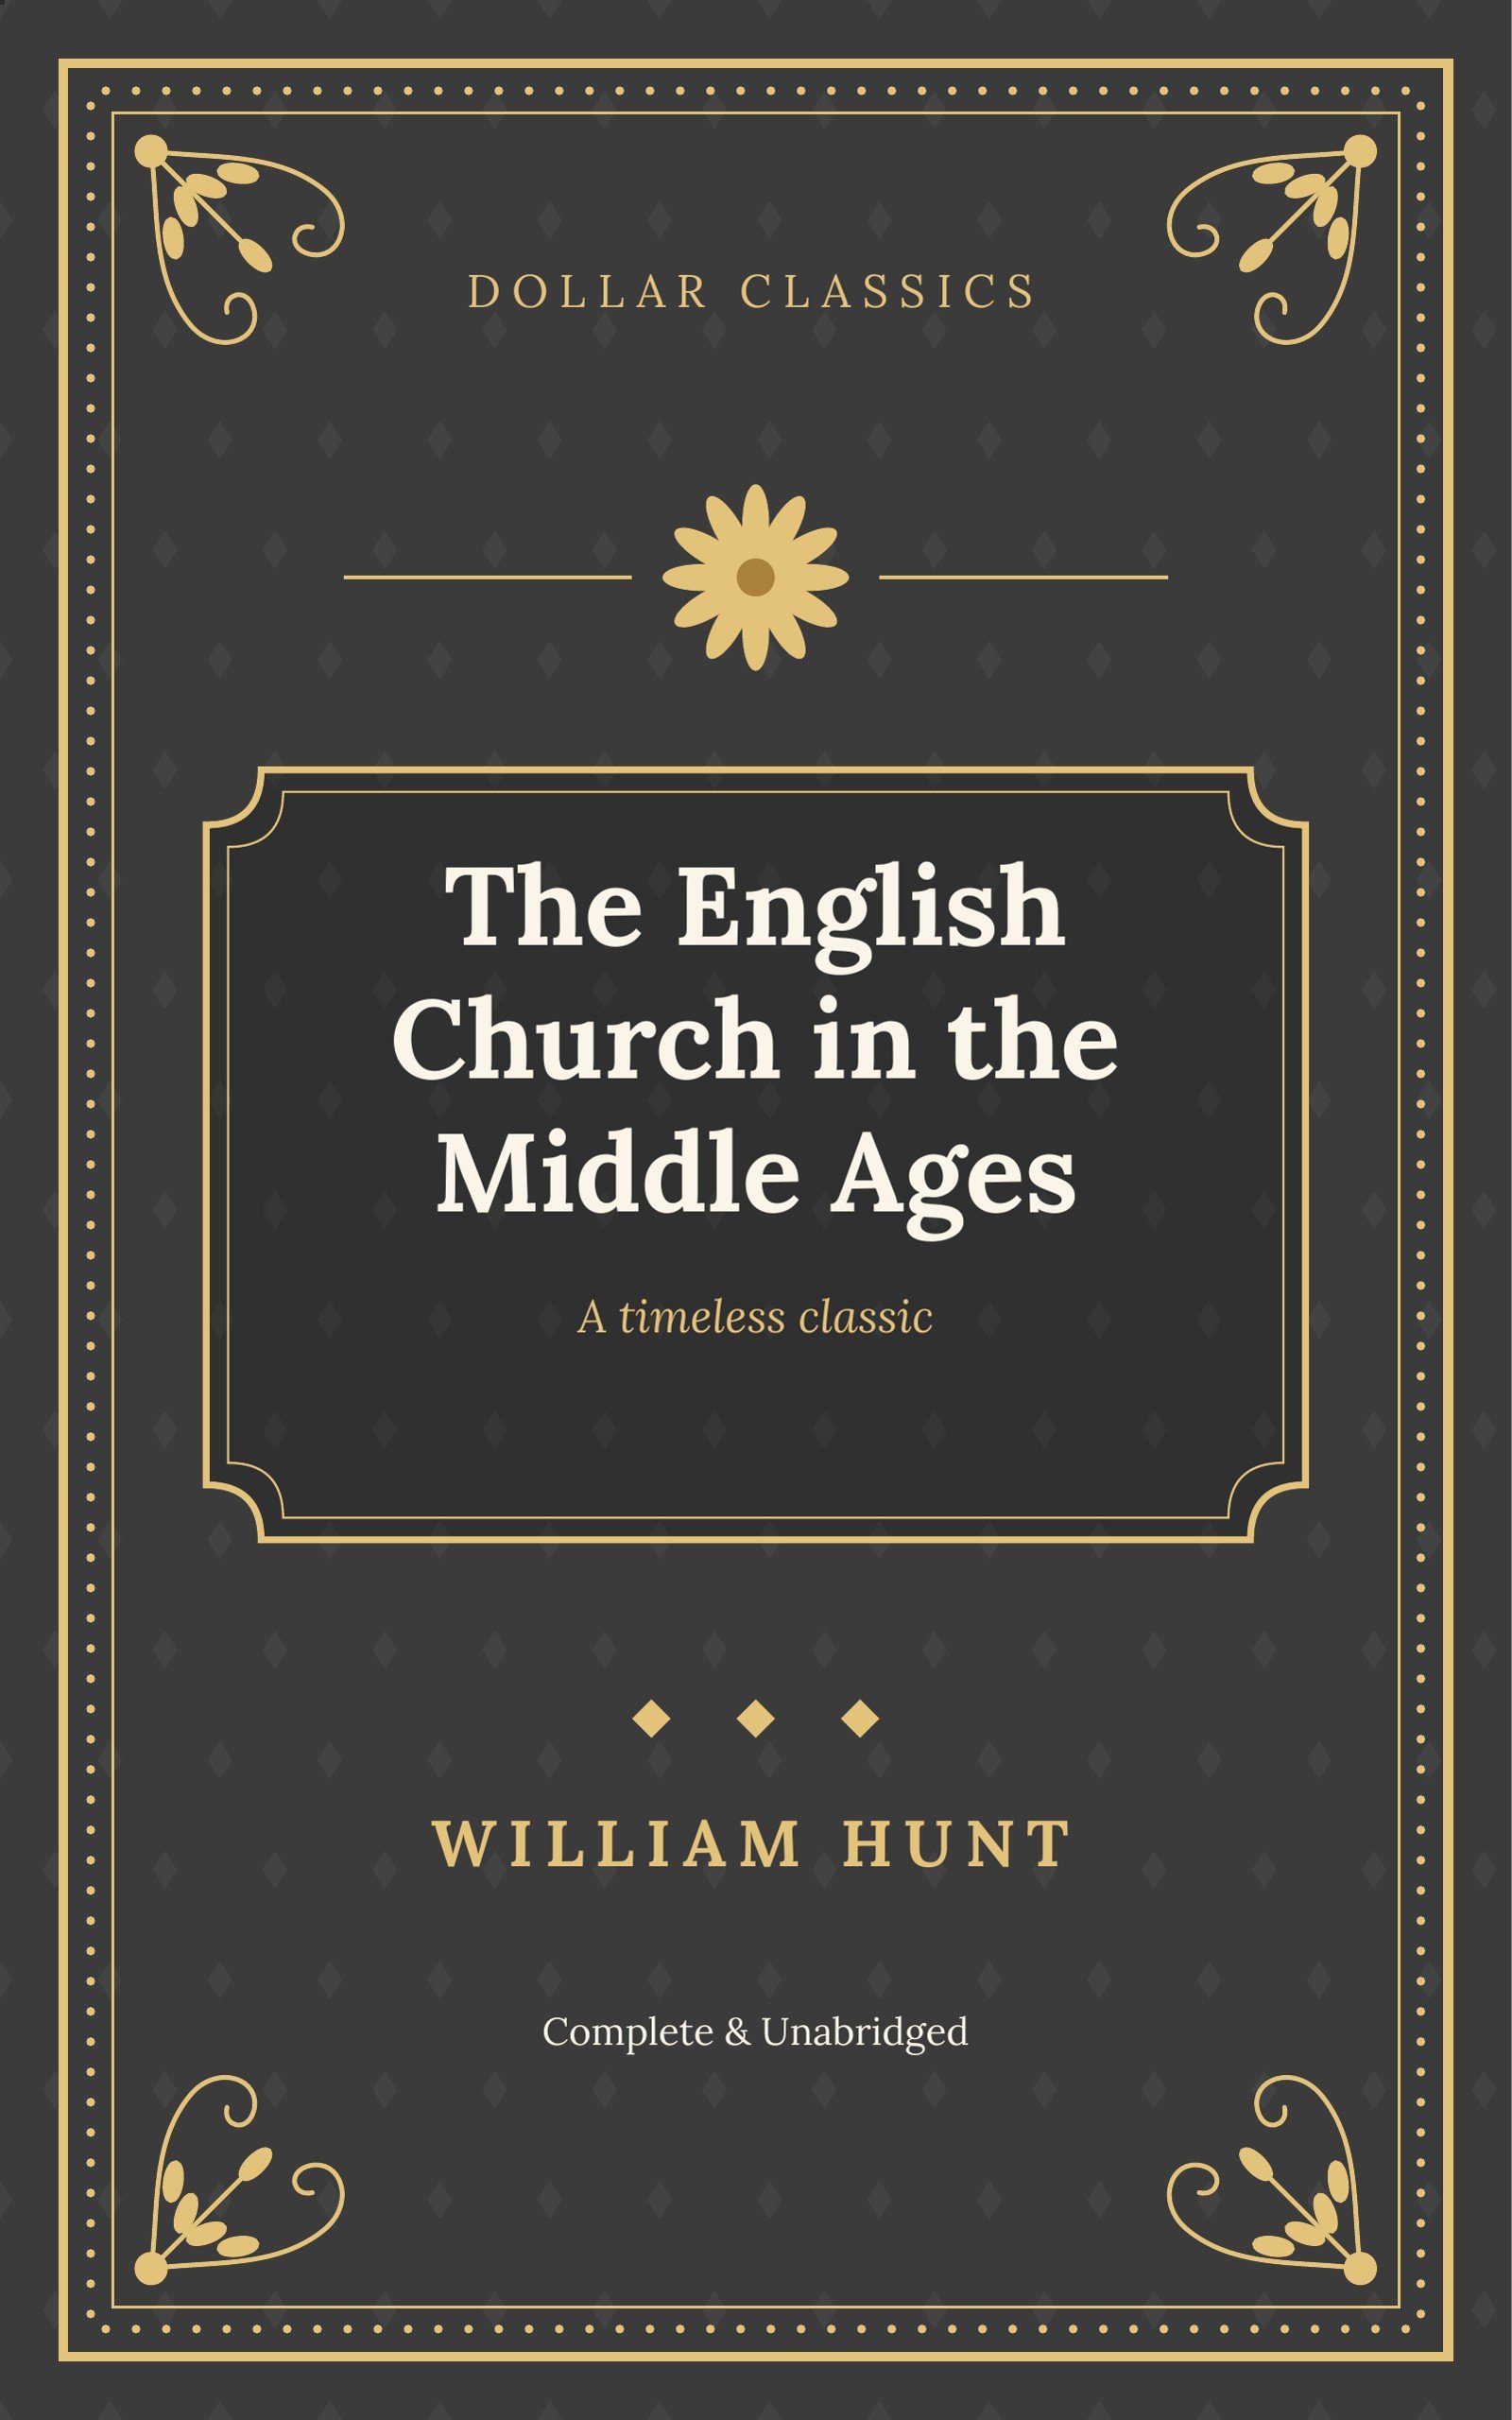 DOLLAR CLASSICS
The English
Church in the
Middle Ages
A timeless classic
WILLIAM HUNT
Complete & Unabridged